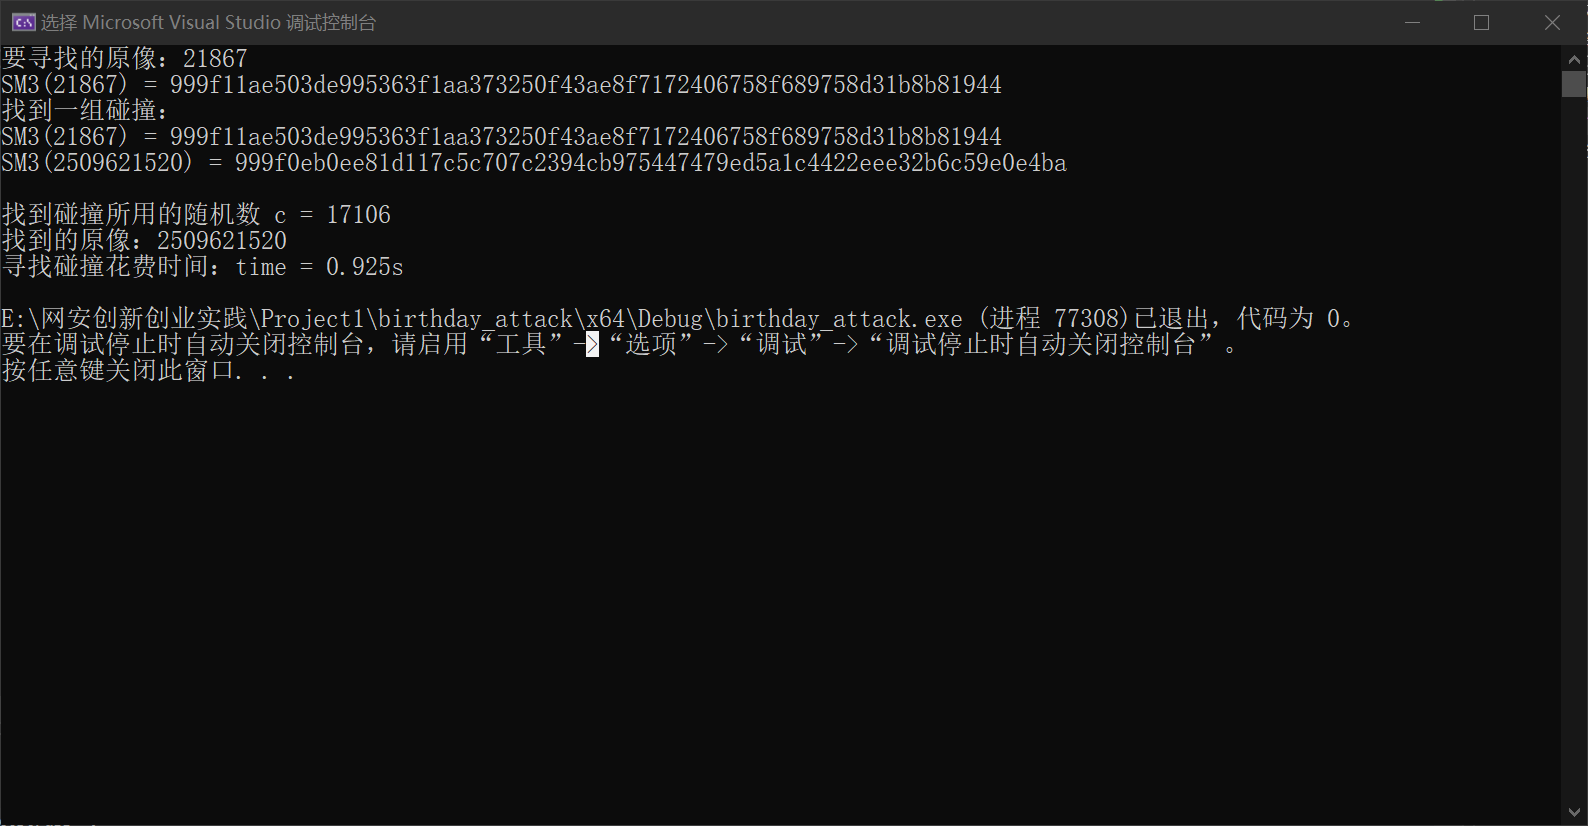 选择 Microsoft Visual Studio 调试控制台
要寻找的原像：21867
SM3(21867) = 999f11ae503de995363f1aa373250f43ae8f7172406758f689758d31b8b81944
找到一组碰撞：
SM3(21867) = 999f11ae503de995363f1aa373250f43ae8f7172406758f689758d31b8b81944
SM3(2509621520) = 999f0eb0ee81d117c5c707c2394cb975447479ed5a1c4422eee32b6c59e0e4ba
找到碰撞所用的随机数 c = 17106
找到的原像：2509621520
寻找碰撞花费时间：time = 0.925s
E:\网安创新创业实践\Project1\birthday_attack\x64\Debug\birthday_attack.exe (进程 77308)已退出，代码为 0。
要在调试停止时自动关闭控制台，请启用“工具”->“选项”->“调试”->“调试停止时自动关闭控制台”。
按任意键关闭此窗口. . .